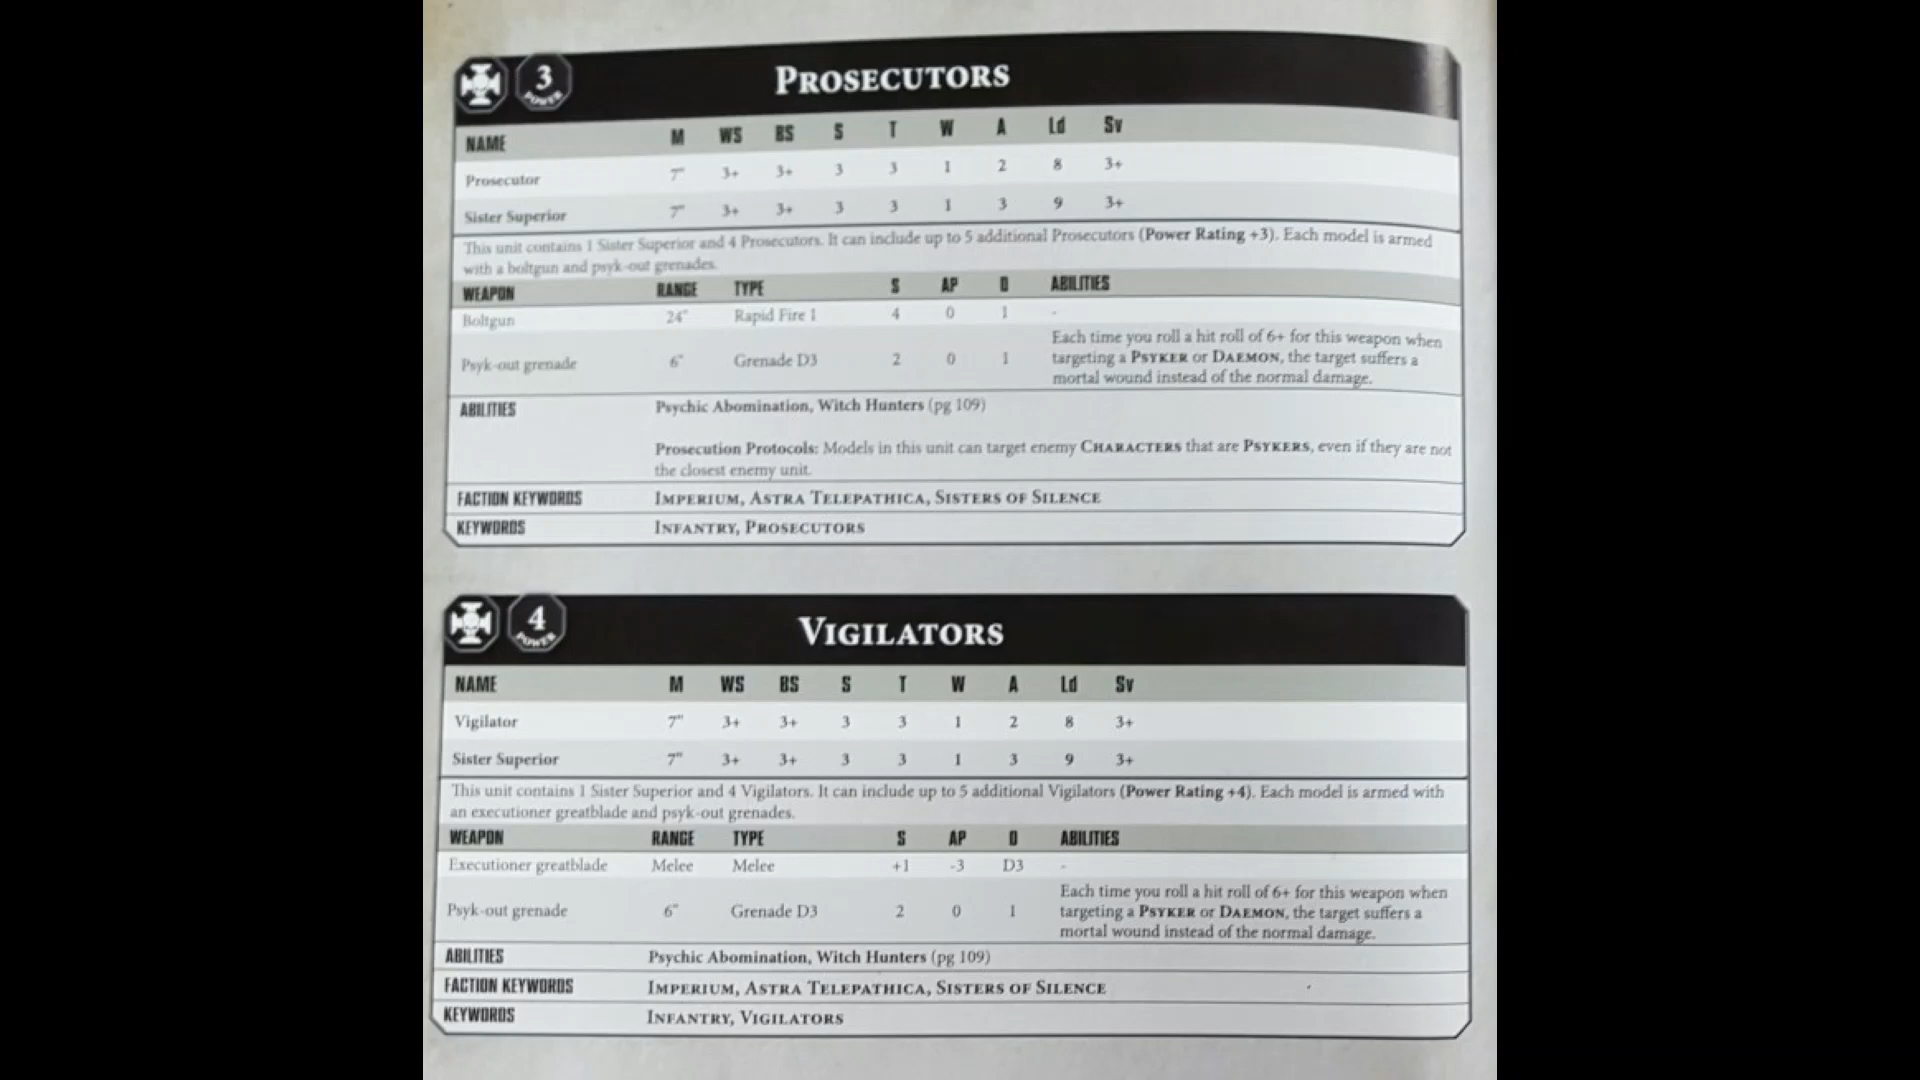 3 POWER
PROSECUTORS
NAME M WS BS S T W A Ld Sv
Prosecutor 7" 3+ 3+ 3 3 1 2 8 3+
Sister Superior 7" 3+ 3+ 3 3 1 3 9 3+
This unit contains 1 Sister Superior and 4 Prosecutors. It can include up to 5 additional Prosecutors (Power Rating +3). Each model is armed
with a boltgun and psyk-out grenades.
WEAPON RANGE TYPE S AP D ABILITIES
Boltgun 24" Rapid Fire 1 4 0 1 -
Each time you roll a hit roll of 6+ for this weapon when
Psyk-out grenade 6" Grenade D3 2 0 1 targeting a PSYKER or DAEMON, the target suffers a
mortal wound instead of the normal damage.
ABILITIES Psychic Abomination, Witch Hunters (pg 109)
Prosecution Protocols: Models in this unit can target enemy CHARACTERS that are PSYKERS, even if they are not
the closest enemy unit.
FACTION KEYWORDS IMPERIUM, ASTRA TELEPATHICA, SISTERS OF SILENCE
KEYWORDS INFANTRY, PROSECUTORS
4 POWER
VIGILATORS
NAME M WS BS S T W A Ld Sv
Vigilator 7" 3+ 3+ 3 3 1 2 8 3+
Sister Superior 7" 3+ 3+ 3 3 1 3 9 3+
This unit contains 1 Sister Superior and 4 Vigilators. It can include up to 5 additional Vigilators (Power Rating +4). Each model is armed with
an executioner greatblade and psyk-out grenades.
WEAPON RANGE TYPE S AP D ABILITIES
Executioner greatblade Melee Melee +1 -3 D3 -
Each time you roll a hit roll of 6+ for this weapon when
Psyk-out grenade 6" Grenade D3 2 0 1 targeting a PSYKER or DAEMON, the target suffers a
mortal wound instead of the normal damage.
ABILITIES Psychic Abomination, Witch Hunters (pg 109)
FACTION KEYWORDS IMPERIUM, ASTRA TELEPATHICA, SISTERS OF SILENCE
KEYWORDS INFANTRY, VIGILATORS